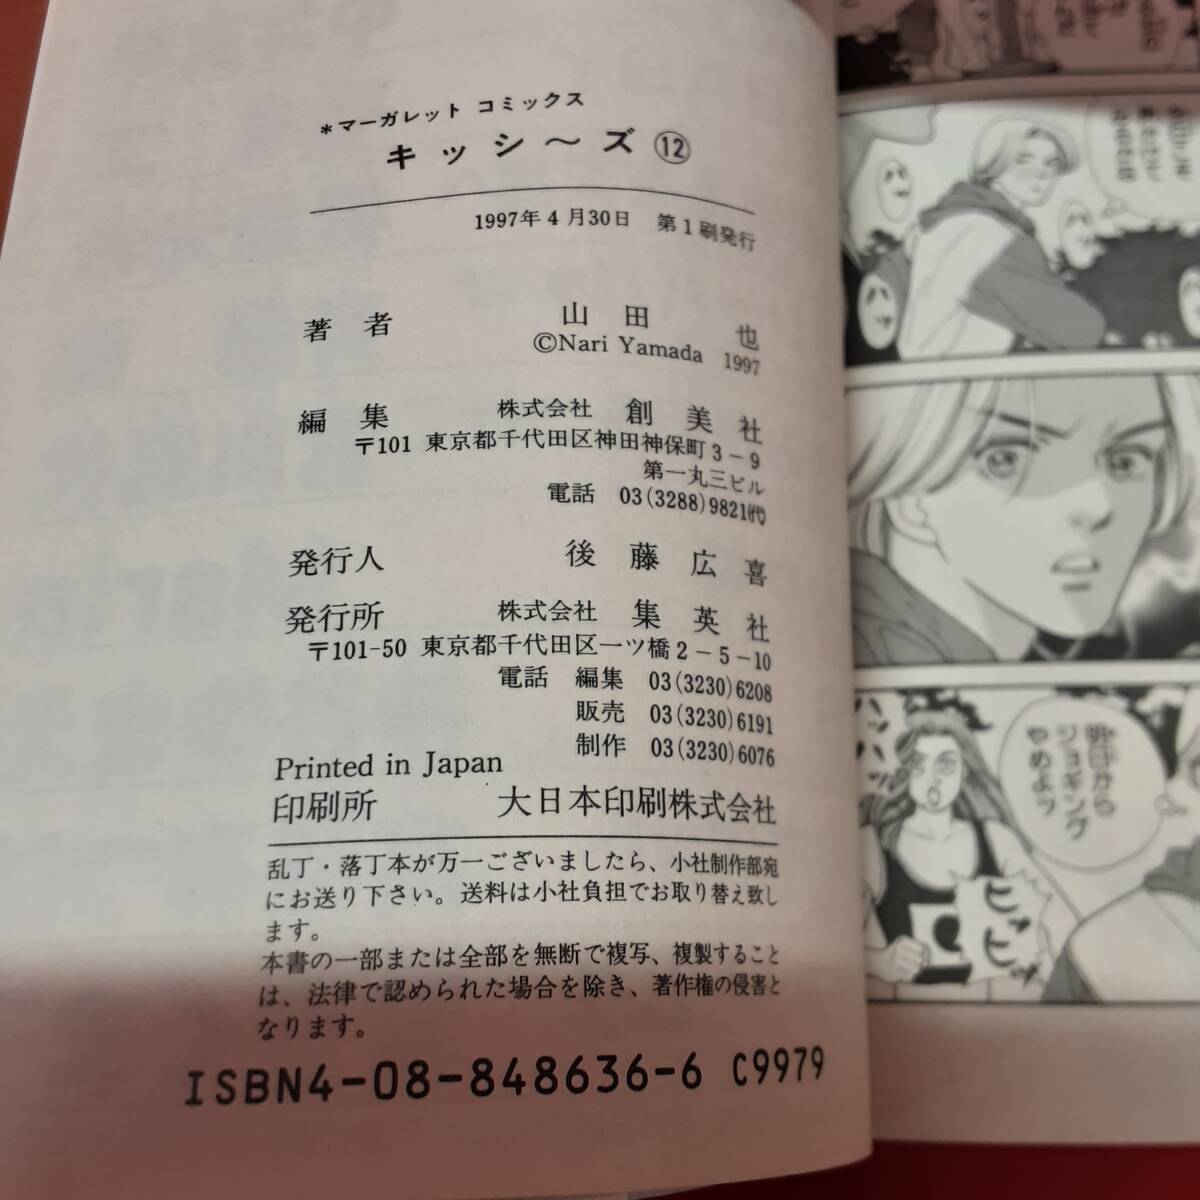 *マーガレット コミックス
キッシ〜ズ⑫
1997年4月30日 第1刷発行
著者 山田 也
©Nari Yamada 1997
編集 株式会社 創美社
〒101 東京都千代田区神田神保町3-9
第一丸三ビル
電話 03(3288)9821㈹
発行人 後藤広喜
発行所 株式会社 集英社
〒101-50 東京都千代田区一ツ橋2-5-10
電話 編集 03(3230)6208
販売 03(3230)6191
制作 03(3230)6076
Printed in Japan
印刷所 大日本印刷株式会社
乱丁・落丁本が万一ございましたら、小社制作部宛
にお送り下さい。送料は小社負担でお取り替え致し
ます。
本書の一部または全部を無断で複写、複製すること
は、法律で認められた場合を除き、著作権の侵害と
なります。
ISBN4-08-848636-6 C9979
明日から
ジョギング
やめよッ